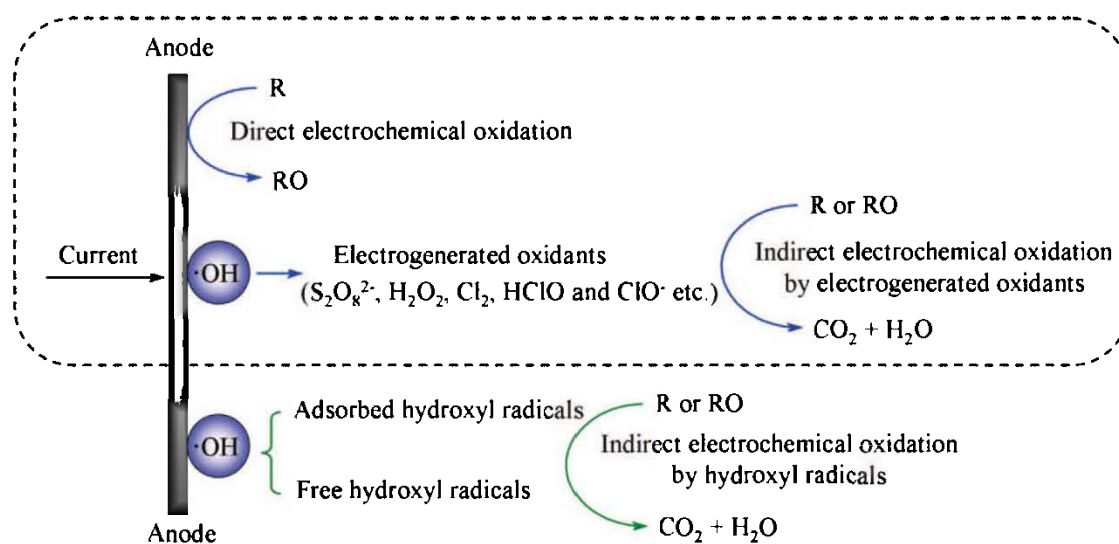 Anode
R
Direct electrochemical oxidation
RO
Current
·OH
Electrogenerated oxidants
(S₂O₈²⁻, H₂O₂, Cl₂, HClO and ClO⁻ etc.)
R or RO
Indirect electrochemical oxidation
by electrogenerated oxidants
CO₂ + H₂O
·OH
Adsorbed hydroxyl radicals
Free hydroxyl radicals
R or RO
Indirect electrochemical oxidation
by hydroxyl radicals
CO₂ + H₂O
Anode